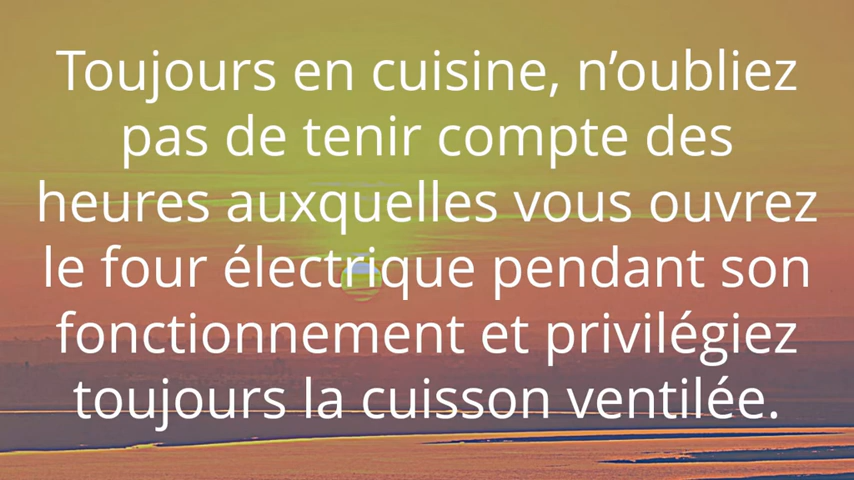 Toujours en cuisine, n’oubliez
pas de tenir compte des
heures auxquelles vous ouvrez
le four électrique pendant son
fonctionnement et privilégiez
toujours la cuisson ventilée.